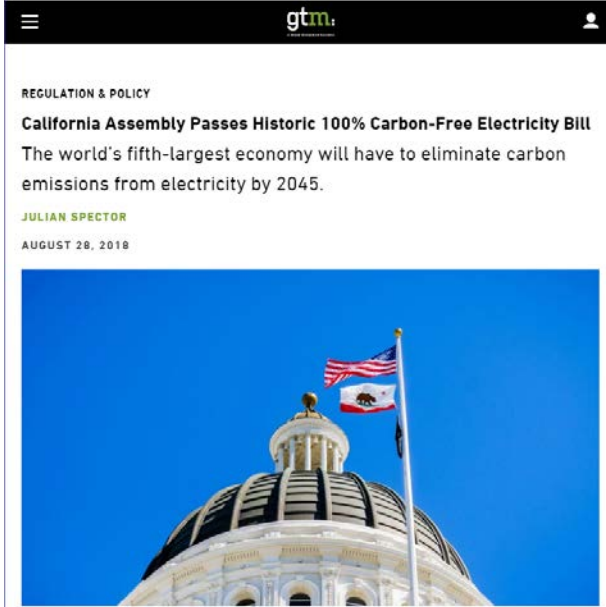 gtm:
REGULATION & POLICY
California Assembly Passes Historic 100% Carbon-Free Electricity Bill
The world's fifth-largest economy will have to eliminate carbon
emissions from electricity by 2045.
JULIAN SPECTOR
AUGUST 28, 2018